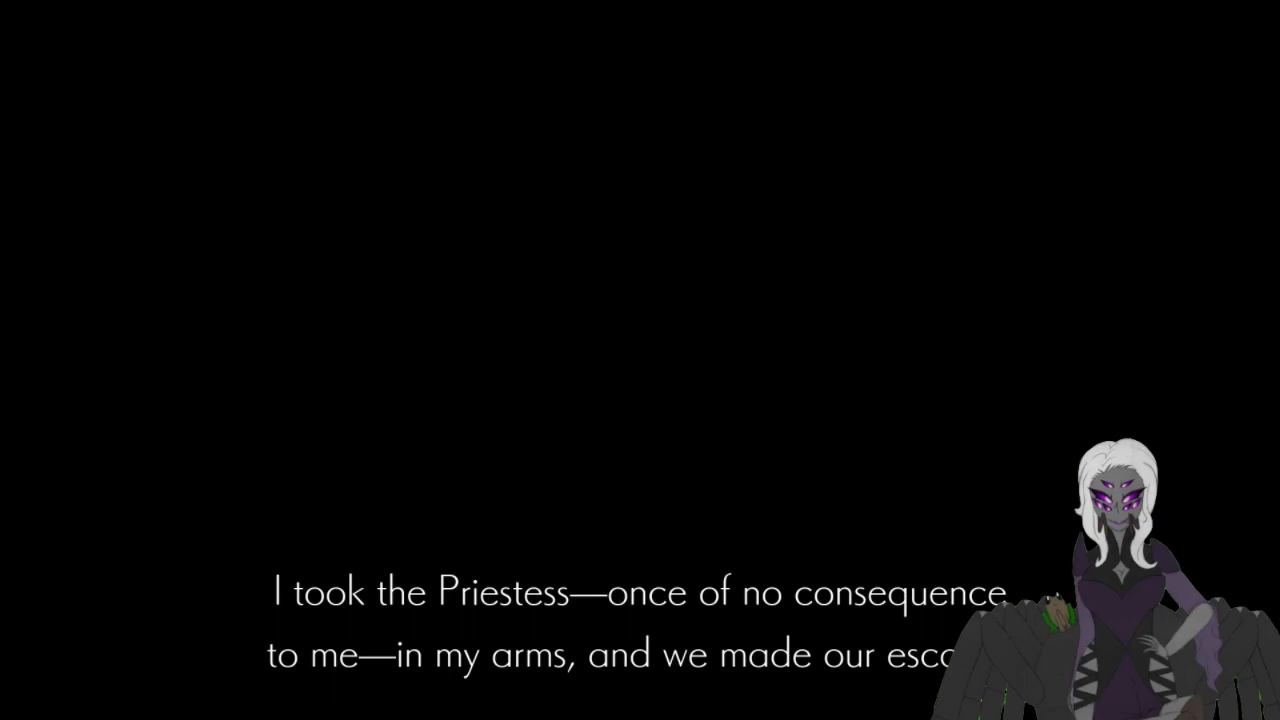 I took the Priestess—once of no consequence
to me—in my arms, and we made our